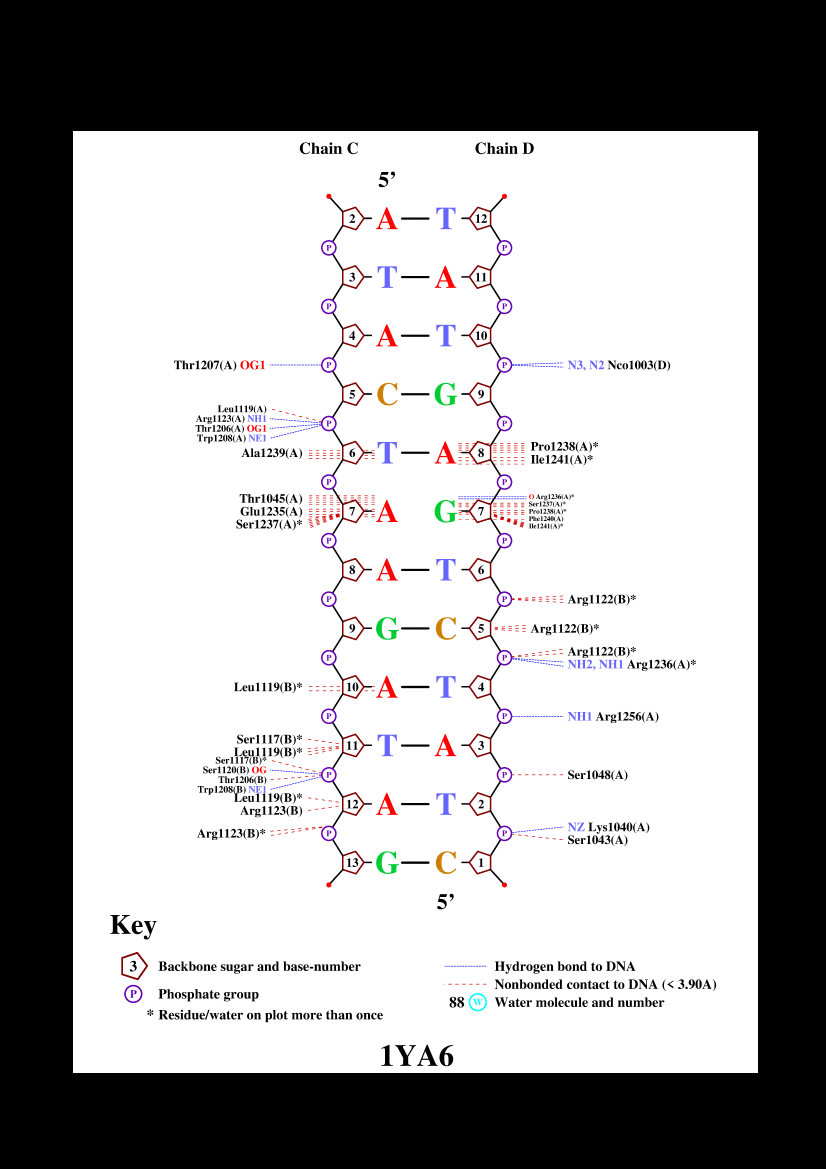 Chain C Chain D
5’
2 A T 12
P P
3 T A 11
P P
4 A T 10
Thr1207(A) OG1 P P N3, N2 Nco1003(D)
5 C G 9
Leu1119(A)
Arg1123(A) NH1
P P
Thr1206(A) OG1
Trp1208(A) NE1
Ala1239(A) 6 T A 8 Pro1238(A)*
Ile1241(A)*
P P
Thr1045(A) O Arg1236(A)*
Ser1237(A)*
Glu1235(A) 7 A G 7 Pro1238(A)*
Phe1240(A)
Ser1237(A)* Ile1241(A)*
P P
8 A T 6
P P Arg1122(B)*
9 G C 5 Arg1122(B)*
Arg1122(B)*
P P
NH2, NH1 Arg1236(A)*
Leu1119(B)* 10 A T 4
P P NH1 Arg1256(A)
Ser1117(B)*
11 T A 3
Leu1119(B)*
Ser1117(B)*
Ser1120(B) OG
P P Ser1048(A)
Thr1206(B)
Trp1208(B) NE1
Leu1119(B)*
12 A T 2
Arg1123(B)
NZ Lys1040(A)
Arg1123(B)* P P
Ser1043(A)
13 G C 1
5’
Key
3 Backbone sugar and base-number
P Phosphate group
* Residue/water on plot more than once
Hydrogen bond to DNA
Nonbonded contact to DNA (< 3.90A)
88 W Water molecule and number
1YA6